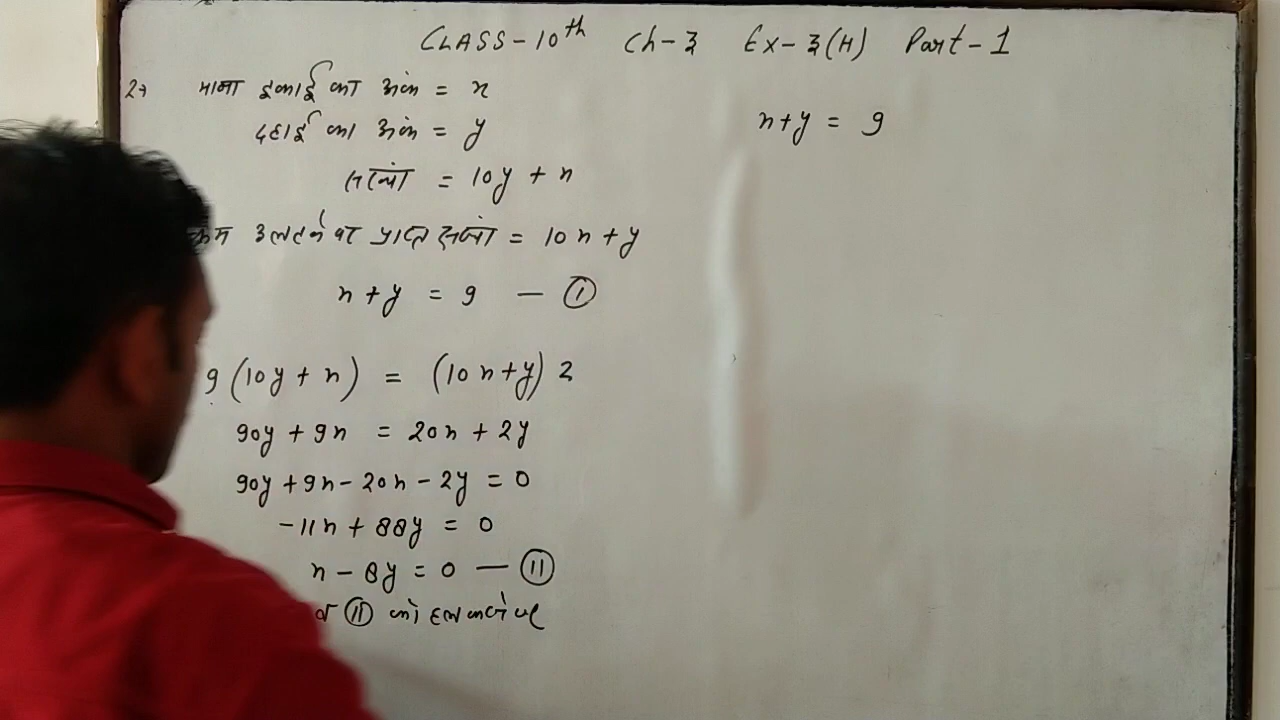 CLASS-10th Ch-3 Ex-3(H) Part-1
2→ माना इकाई का अंक = x
दहाई का अंक = y
संख्या = 10y + x
क्रम उलटने पर प्राप्त संख्या = 10x + y
x + y = 9 — ①
9 (10y + x) = (10x + y) 2
90y + 9x = 20x + 2y
90y + 9x - 20x - 2y = 0
-11x + 88y = 0
x - 8y = 0 — ⑪
व ⑪ को हल करने पर
x+y = 9